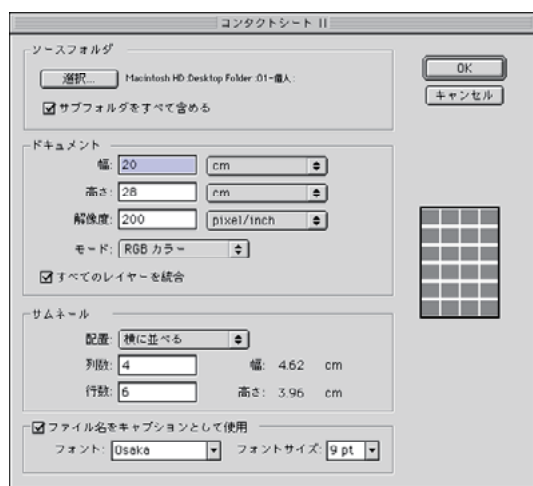 コンタクトシート II
ソースフォルダ
選択... Macintosh HD:Desktop Folder:01-個人:
サブフォルダをすべて含める
OK
キャンセル
ドキュメント
幅: 20 cm
高さ: 28 cm
解像度: 200 pixel/inch
モード: RGB カラー
すべてのレイヤーを統合
サムネール
配置: 横に並べる
列数: 4 幅: 4.62 cm
行数: 6 高さ: 3.96 cm
ファイル名をキャプションとして使用
フォント: Osaka フォントサイズ: 9 pt